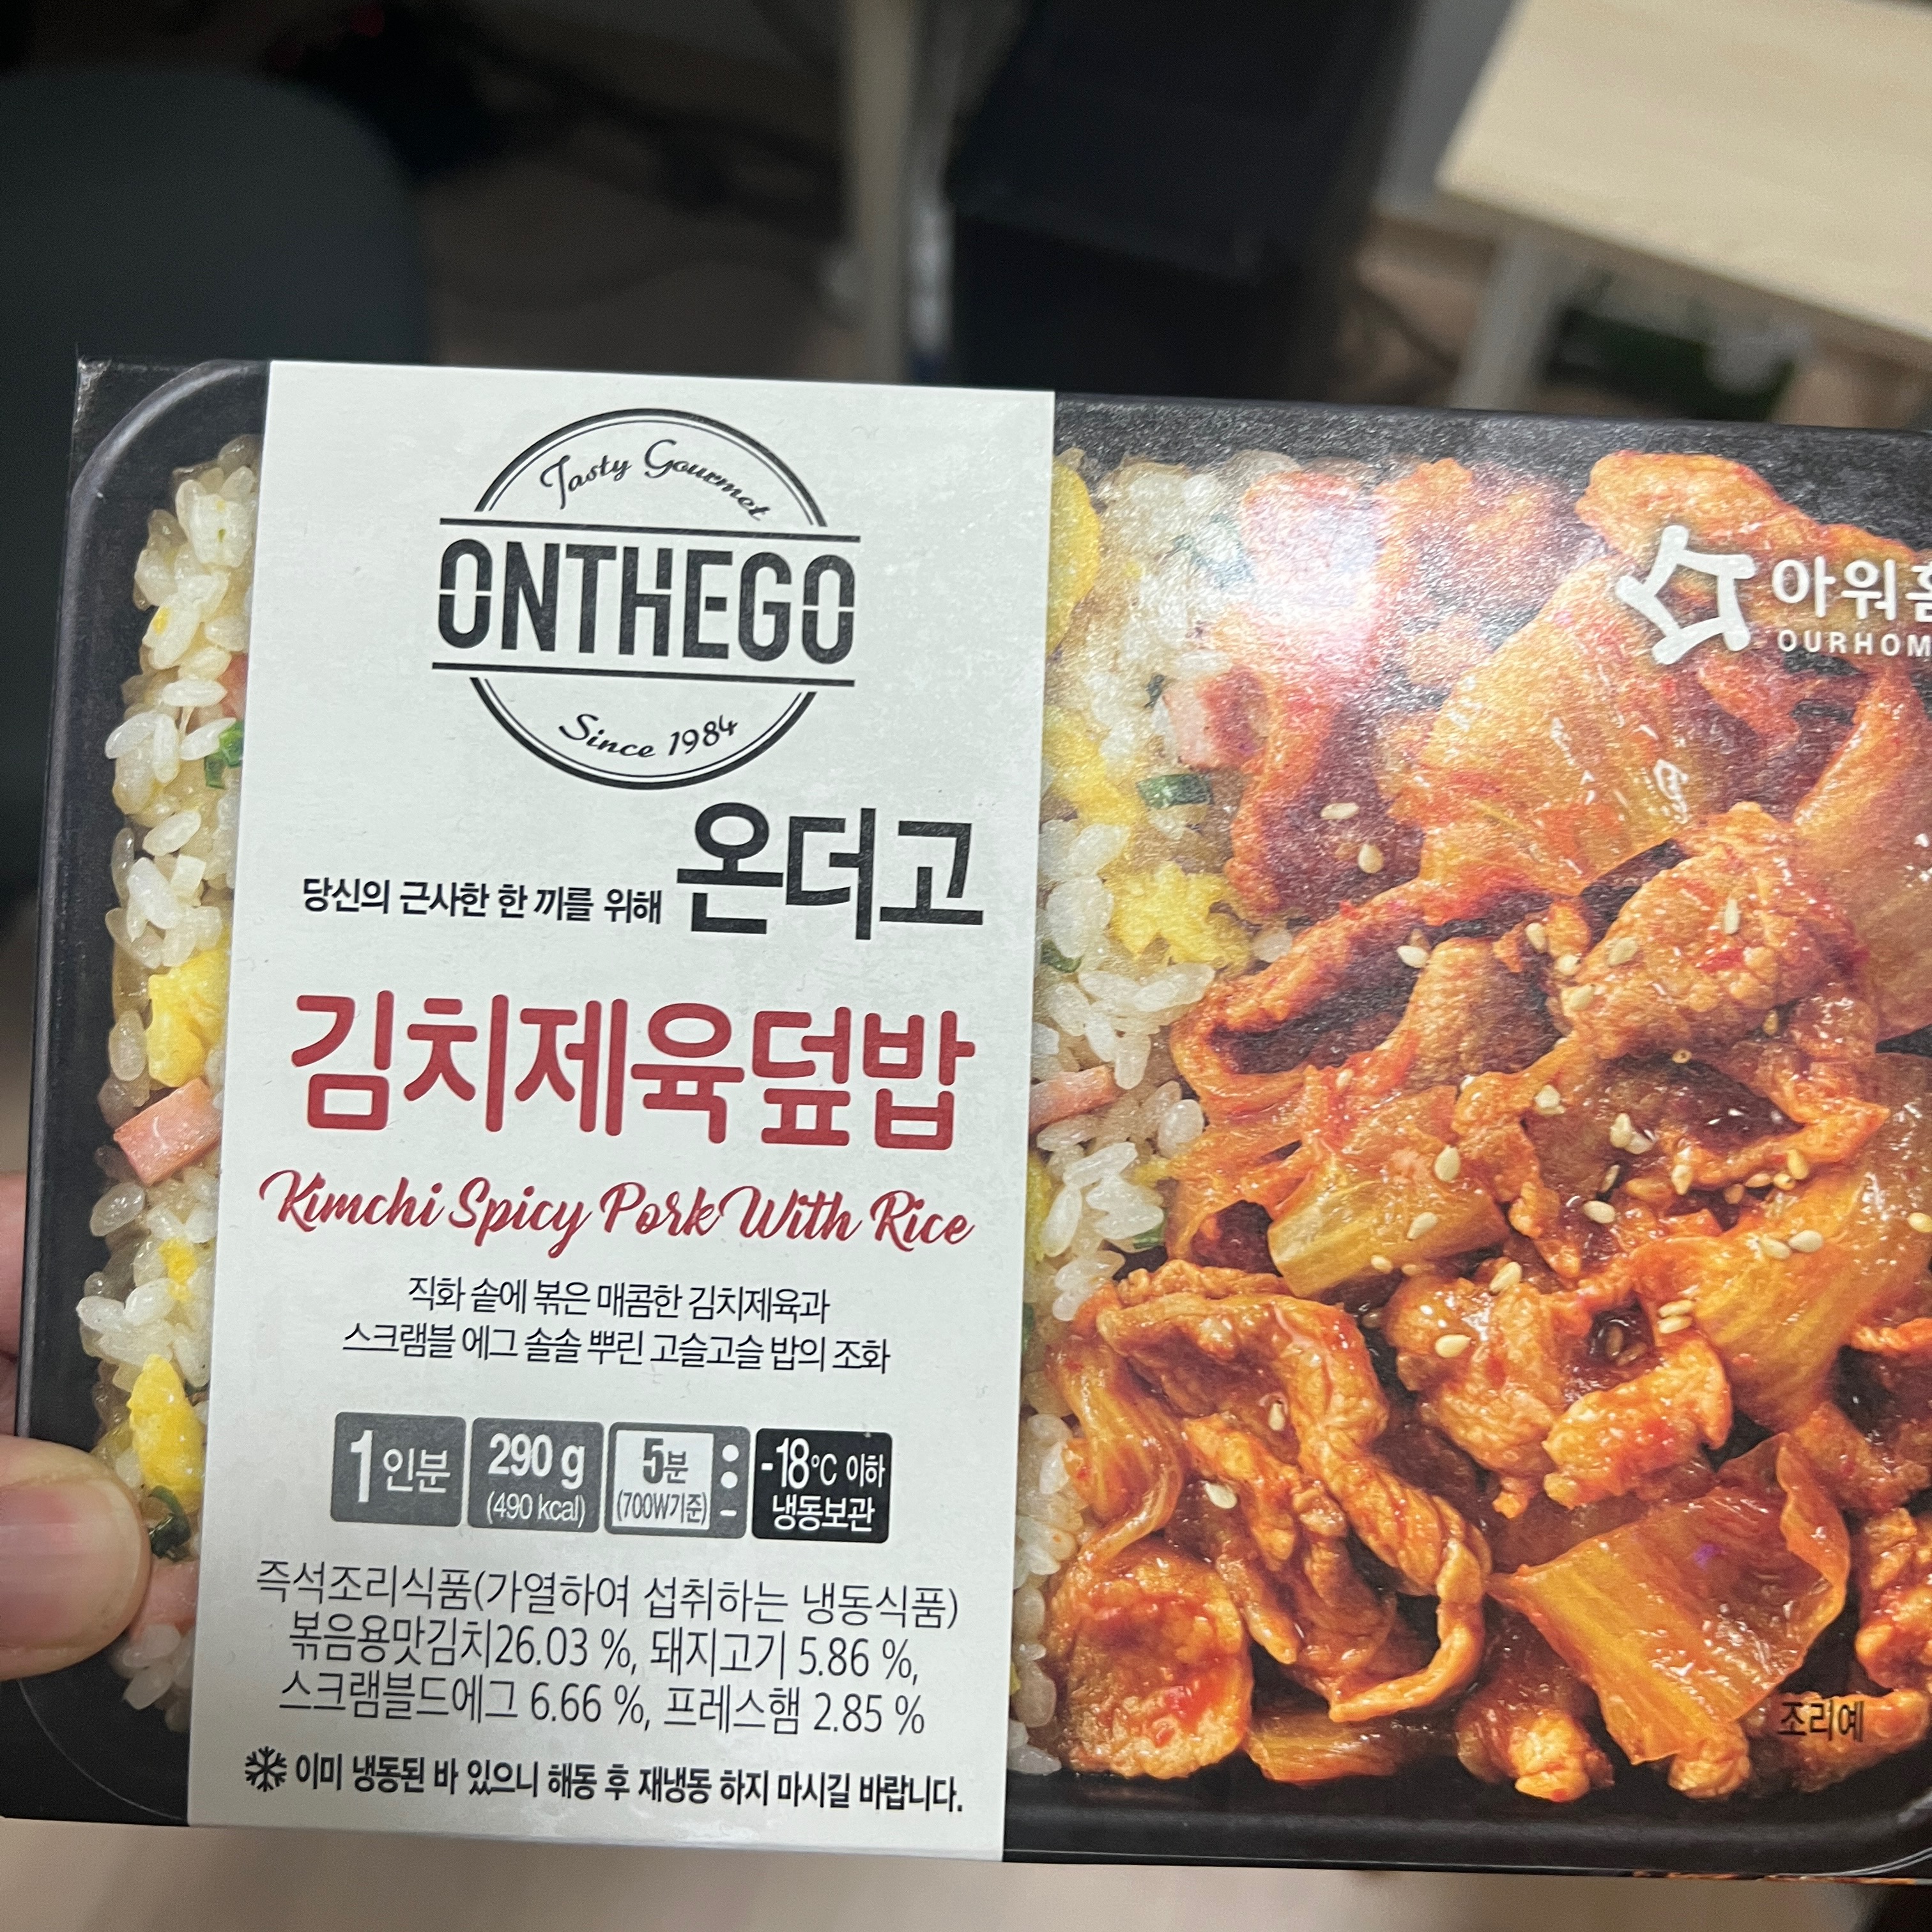 Tasty Gourmet
ONTHEGO
Since 1984
당신의 근사한 한 끼를 위해 온더고
김치제육덮밥
Kimchi Spicy Pork With Rice
직화 솥에 볶은 매콤한 김치제육과
스크램블 에그 솔솔 뿌린 고슬고슬 밥의 조화
1인분
290 g
(490 kcal)
5분
(700W기준)
-18℃ 이하
냉동보관
즉석조리식품(가열하여 섭취하는 냉동식품)
볶음용맛김치26.03 %, 돼지고기 5.86 %,
스크램블드에그 6.66 %, 프레스햄 2.85 %
이미 냉동된 바 있으니 해동 후 재냉동 하지 마시길 바랍니다.
아워홈
OURHOM
조리예